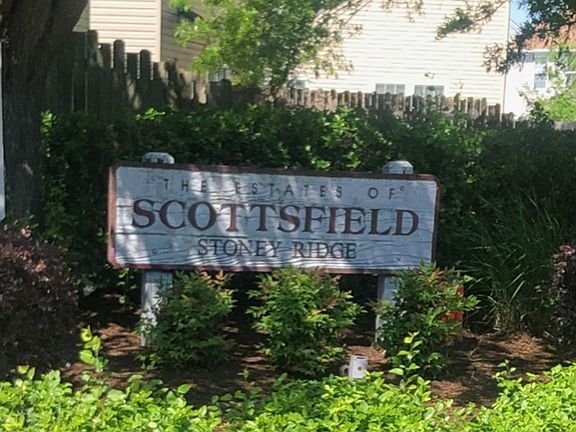 THE ESTATES OF
SCOTTSFIELD
STONEY RIDGE